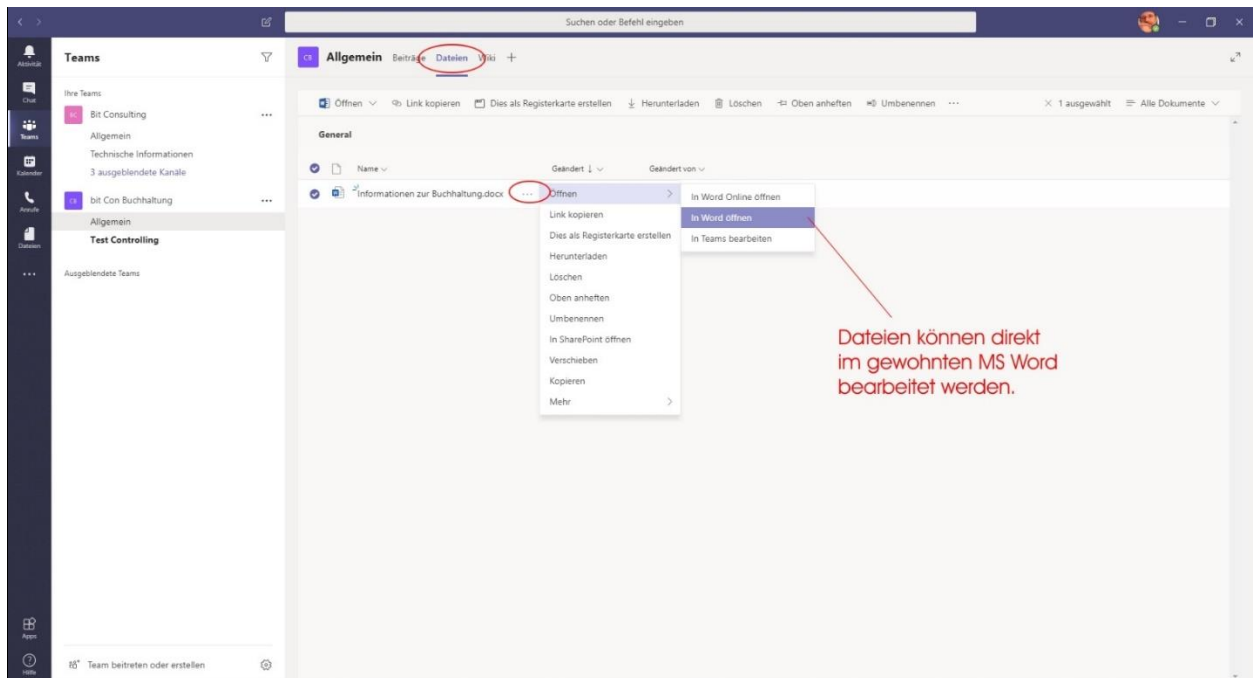 Suchen oder Befehl eingeben
Aktivität
Chat
Teams
Kalender
Anrufe
Dateien
Apps
Hilfe
Teams
Ihre Teams
BC Bit Consulting
Allgemein
Technische Informationen
3 ausgeblendete Kanäle
CB bit Con Buchhaltung
Allgemein
Test Controlling
Ausgeblendete Teams
Team beitreten oder erstellen
CB Allgemein Beiträge Dateien Wiki +
Öffnen Link kopieren Dies als Registerkarte erstellen Herunterladen Löschen Oben anheften Umbenennen ... 1 ausgewählt Alle Dokumente
General
Name Geändert Geändert von
Informationen zur Buchhaltung.docx ...
Öffnen
Link kopieren
Dies als Registerkarte erstellen
Herunterladen
Löschen
Oben anheften
Umbenennen
In SharePoint öffnen
Verschieben
Kopieren
Mehr
In Word Online öffnen
In Word öffnen
In Teams bearbeiten
Dateien können direkt
im gewohnten MS Word
bearbeitet werden.